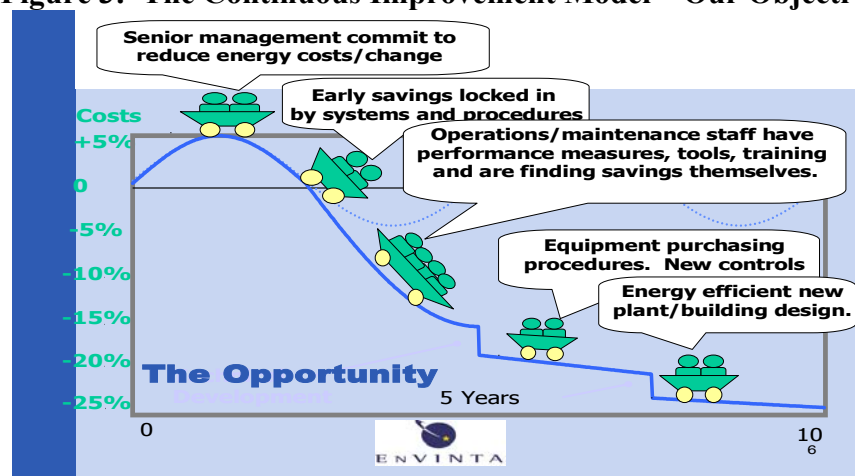 Figure 3: The Continuous Improvement Model – Our Objecti
Senior management commit to
reduce energy costs/change
Early savings locked in
by systems and procedures
Operations/maintenance staff have
performance measures, tools, training
and are finding savings themselves.
Equipment purchasing
procedures. New controls
Energy efficient new
plant/building design.
Costs
+5%
0
-5%
-10%
-15%
-20%
-25%
The Opportunity
Development
5 Years
0
10
6
ENVINTA